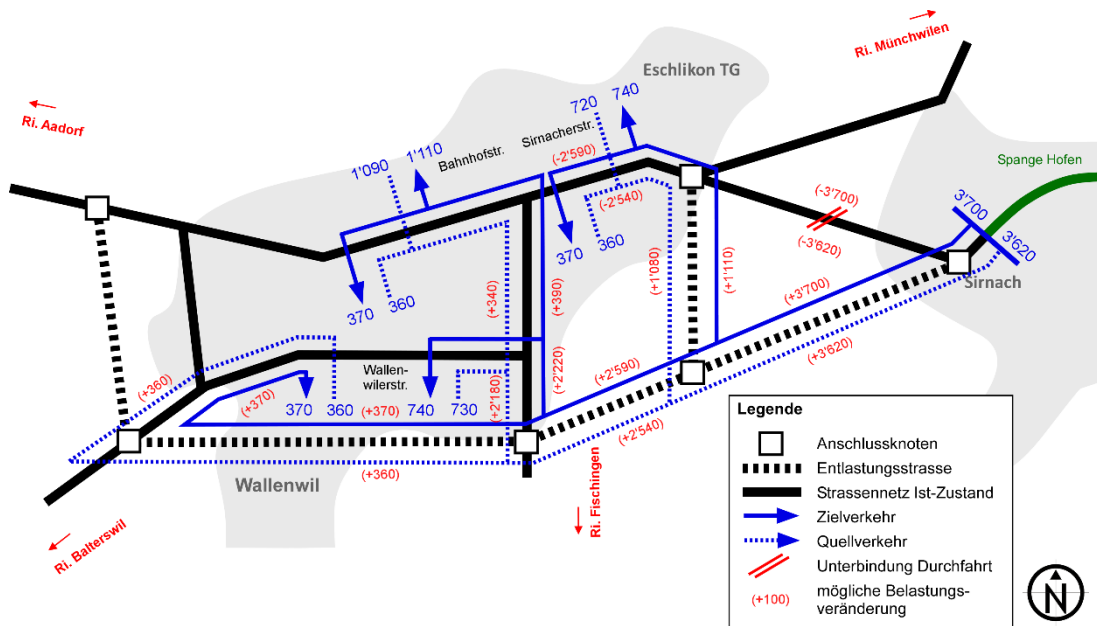 Ri. Münchwilen
Eschlikon TG
Ri. Aadorf
720
740
1'090
1'110
Bahnhofstr.
Sirnacherstr.
(-2'590)
(-2'540)
Spange Hofen
(-3'700)
(-3'620)
3'700
3'620
Sirnach
370
360
370
360
(+340)
(+390)
(+1'080)
(+1'110)
(+3'700)
(+3'620)
(+360)
Wallen-
wilerstr.
(+2'220)
(+2'590)
(+370)
370
360
(+370)
740
730
(+2'180)
(+2'540)
(+360)
Wallenwil
Ri. Fischingen
Ri. Balterswil
Legende
Anschlussknoten
Entlastungsstrasse
Strassennetz Ist-Zustand
Zielverkehr
Quellverkehr
Unterbindung Durchfahrt
(+100)
mögliche Belastungs-
veränderung
N